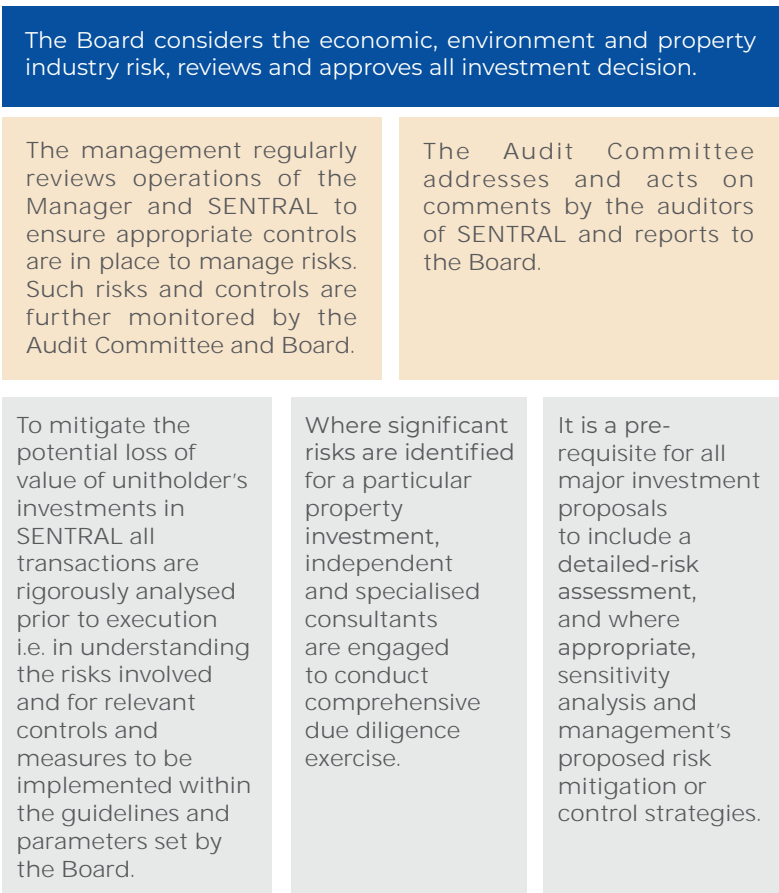 The Board considers the economic, environment and property
industry risk, reviews and approves all investment decision.
The management regularly
reviews operations of the
Manager and SENTRAL to
ensure appropriate controls
are in place to manage risks.
Such risks and controls are
further monitored by the
Audit Committee and Board.
The Audit Committee
addresses and acts on
comments by the auditors
of SENTRAL and reports to
the Board.
To mitigate the
potential loss of
value of unitholder's
investments in
SENTRAL all
transactions are
rigorously analysed
prior to execution
i.e. in understanding
the risks involved
and for relevant
controls and
measures to be
implemented within
the guidelines and
parameters set by
the Board.
Where significant
risks are identified
for a particular
property
investment,
independent
and specialised
consultants
are engaged
to conduct
comprehensive
due diligence
exercise.
It is a pre-
requisite for all
major investment
proposals
to include a
detailed-risk
assessment,
and where
appropriate,
sensitivity
analysis and
management's
proposed risk
mitigation or
control strategies.